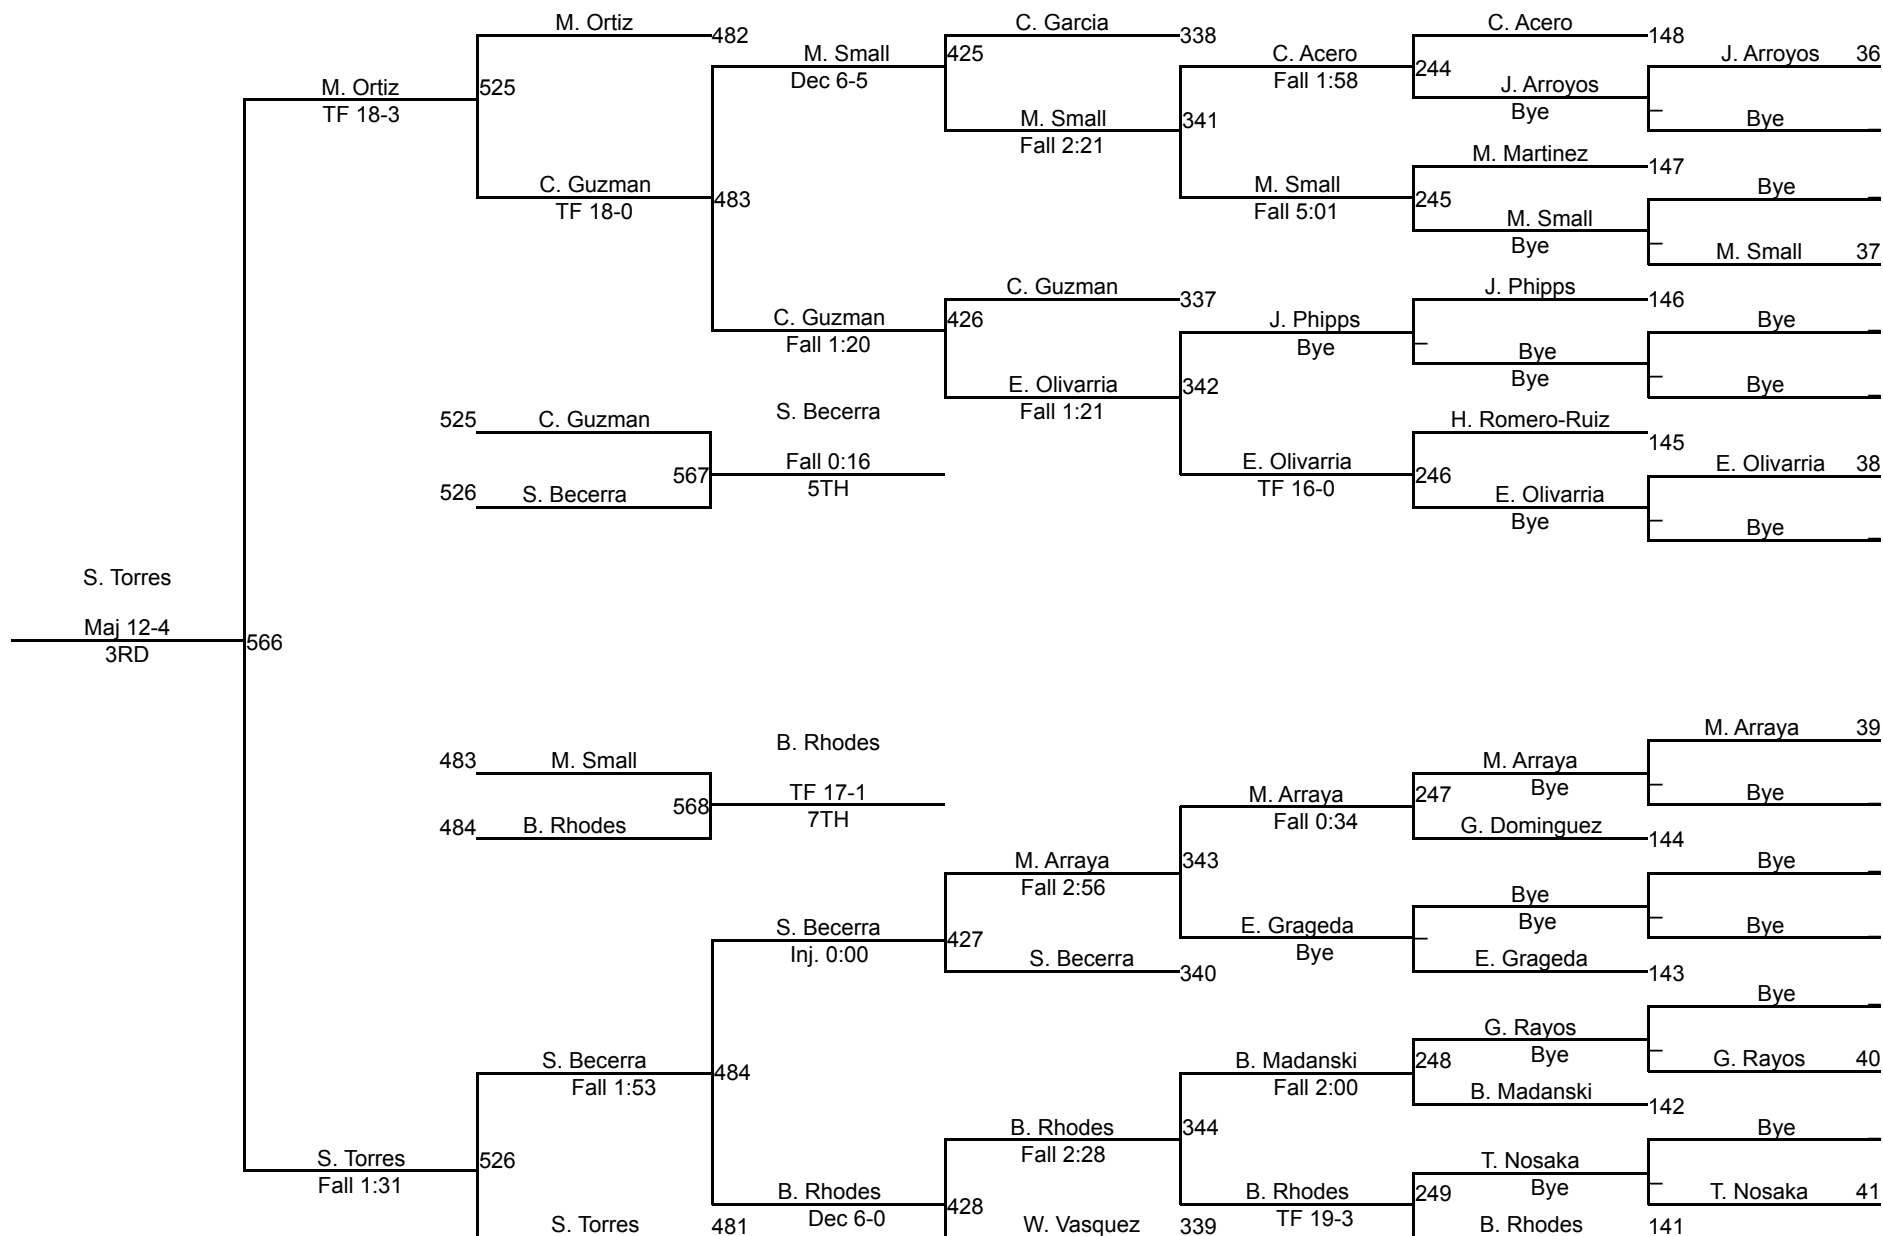 M. Ortiz 482
C. Garcia 338
C. Acero 148
M. Small 425
Dec 6-5
C. Acero 244
Fall 1:58
J. Arroyos 36
M. Ortiz 525
TF 18-3
J. Arroyos
Bye
M. Small 341
Fall 2:21
Bye
M. Martinez 147
C. Guzman 483
TF 18-0
M. Small 245
Fall 5:01
Bye
M. Small
Bye
M. Small 37
C. Guzman 337
J. Phipps 146
C. Guzman 426
Fall 1:20
J. Phipps
Bye
Bye
Bye
Bye
E. Olivarria 342
Fall 1:21
Bye
S. Becerra
525 C. Guzman
H. Romero-Ruiz 145
567 Fall 0:16
5TH
E. Olivarria 246
TF 16-0
E. Olivarria 38
526 S. Becerra
E. Olivarria
Bye
Bye
S. Torres
Maj 12-4 566
3RD
M. Arraya 39
B. Rhodes
483 M. Small
M. Arraya
Bye
568 TF 17-1
7TH
M. Arraya 247
Fall 0:34
Bye
484 B. Rhodes
G. Dominguez 144
M. Arraya 343
Fall 2:56
Bye
Bye
Bye
S. Becerra 427
Inj. 0:00
E. Grageda
Bye
Bye
S. Becerra 340
E. Grageda 143
Bye
G. Rayos
Bye
S. Becerra 484
Fall 1:53
B. Madanski 248
Fall 2:00
G. Rayos 40
B. Madanski 142
B. Rhodes 344
Fall 2:28
Bye
S. Torres 526
Fall 1:31
T. Nosaka
Bye
B. Rhodes 428
Dec 6-0
B. Rhodes 249
TF 19-3
T. Nosaka 41
S. Torres 481
W. Vasquez 339
B. Rhodes 141